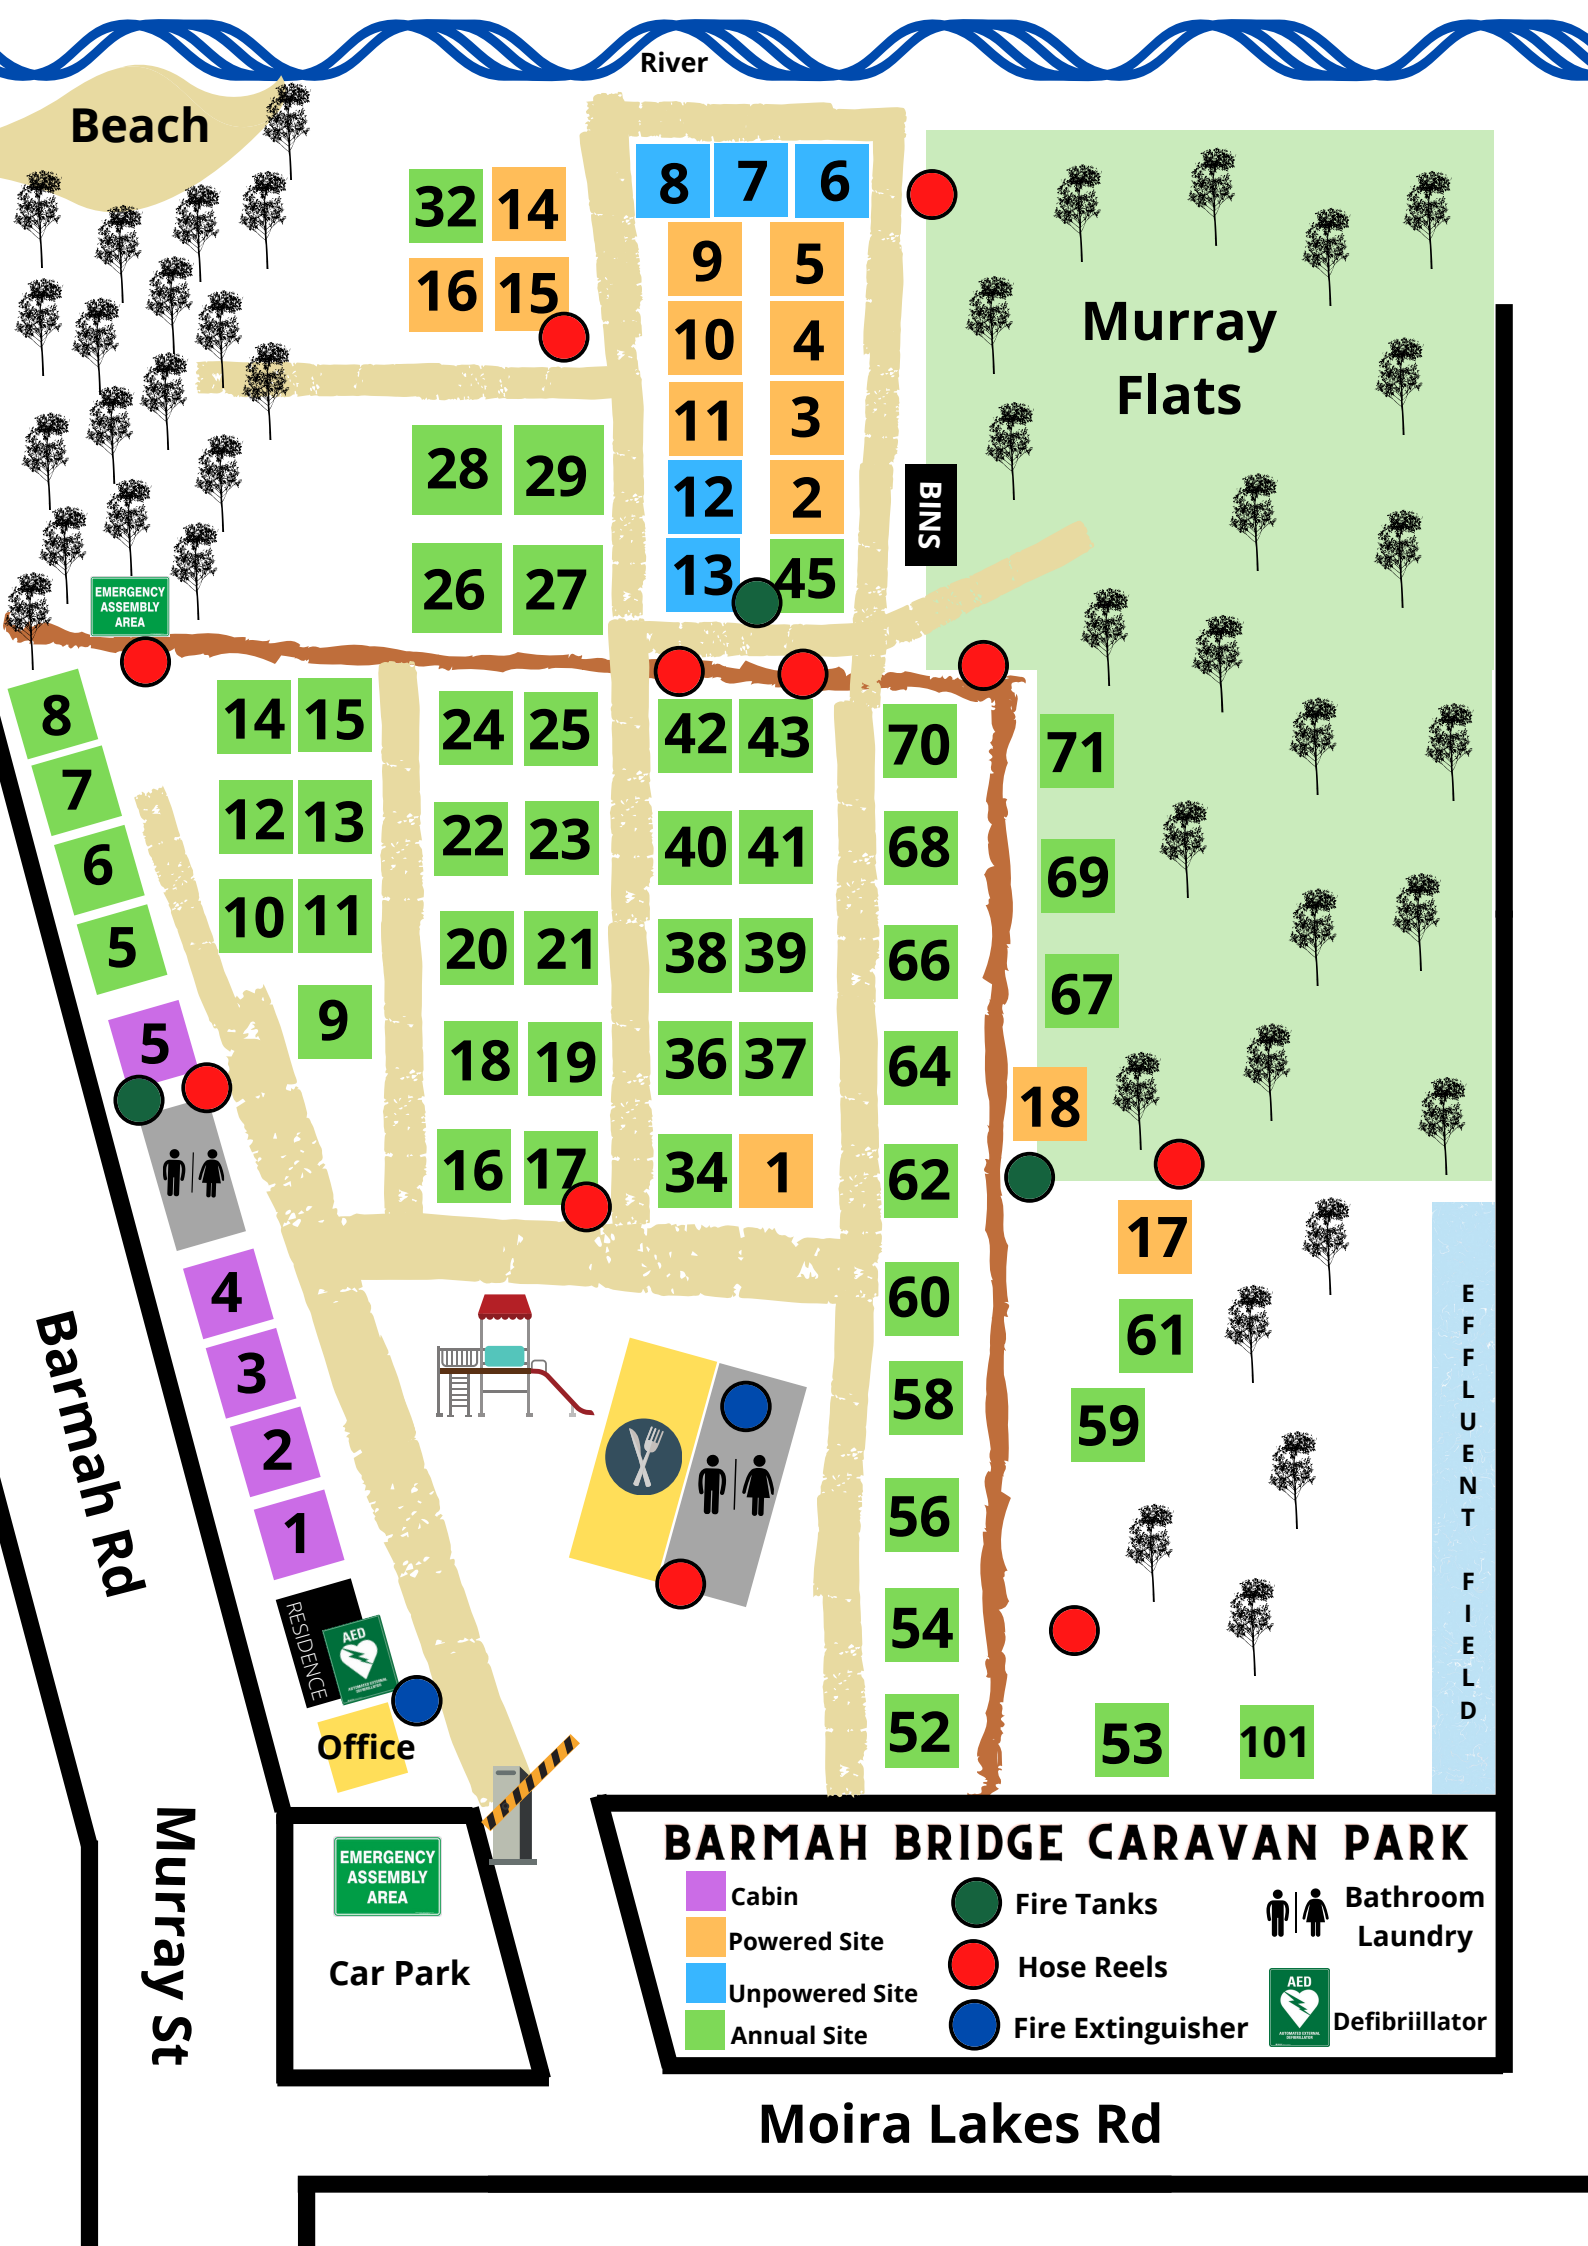 River
Beach
8 7 6
32 14
9 5
16 15
10 4
Murray
Flats
11 3
28 29
12 2
BINS
13 45
26 27
EMERGENCY
ASSEMBLY
AREA
8
14 15
24 25
42 43
70
71
7
12 13
22 23
40 41
68
69
6
10 11
20 21
38 39
66
67
5
9
18 19
36 37
64
18
5
16 17
34 1
62
17
4
60
61
3
58
59
2
56
1
54
52
53
101
EFFLUENT FIELD
Barmah Rd
RESIDENCE
AED
AUTOMATED EXTERNAL
DEFIBRILLATOR
Office
Murray St
EMERGENCY
ASSEMBLY
AREA
Car Park
BARMAH BRIDGE CARAVAN PARK
Cabin
Powered Site
Unpowered Site
Annual Site
Fire Tanks
Hose Reels
Fire Extinguisher
Bathroom
Laundry
AED
AUTOMATED EXTERNAL
DEFIBRILLATOR
Defibriillator
Moira Lakes Rd